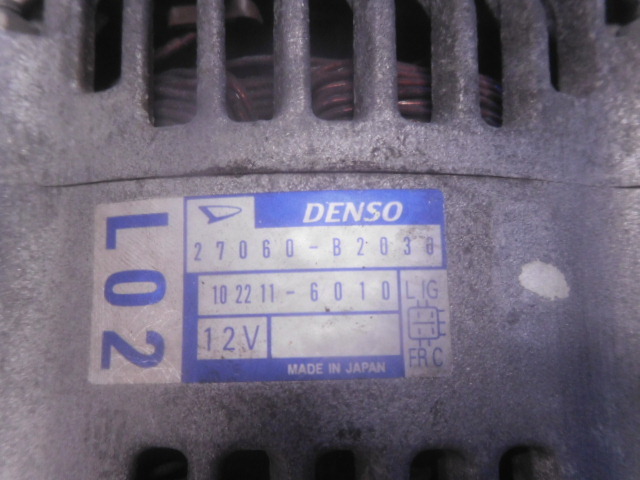 L02
DENSO
27060-B2030
102211-6010
L IG
12V
FR C
MADE IN JAPAN